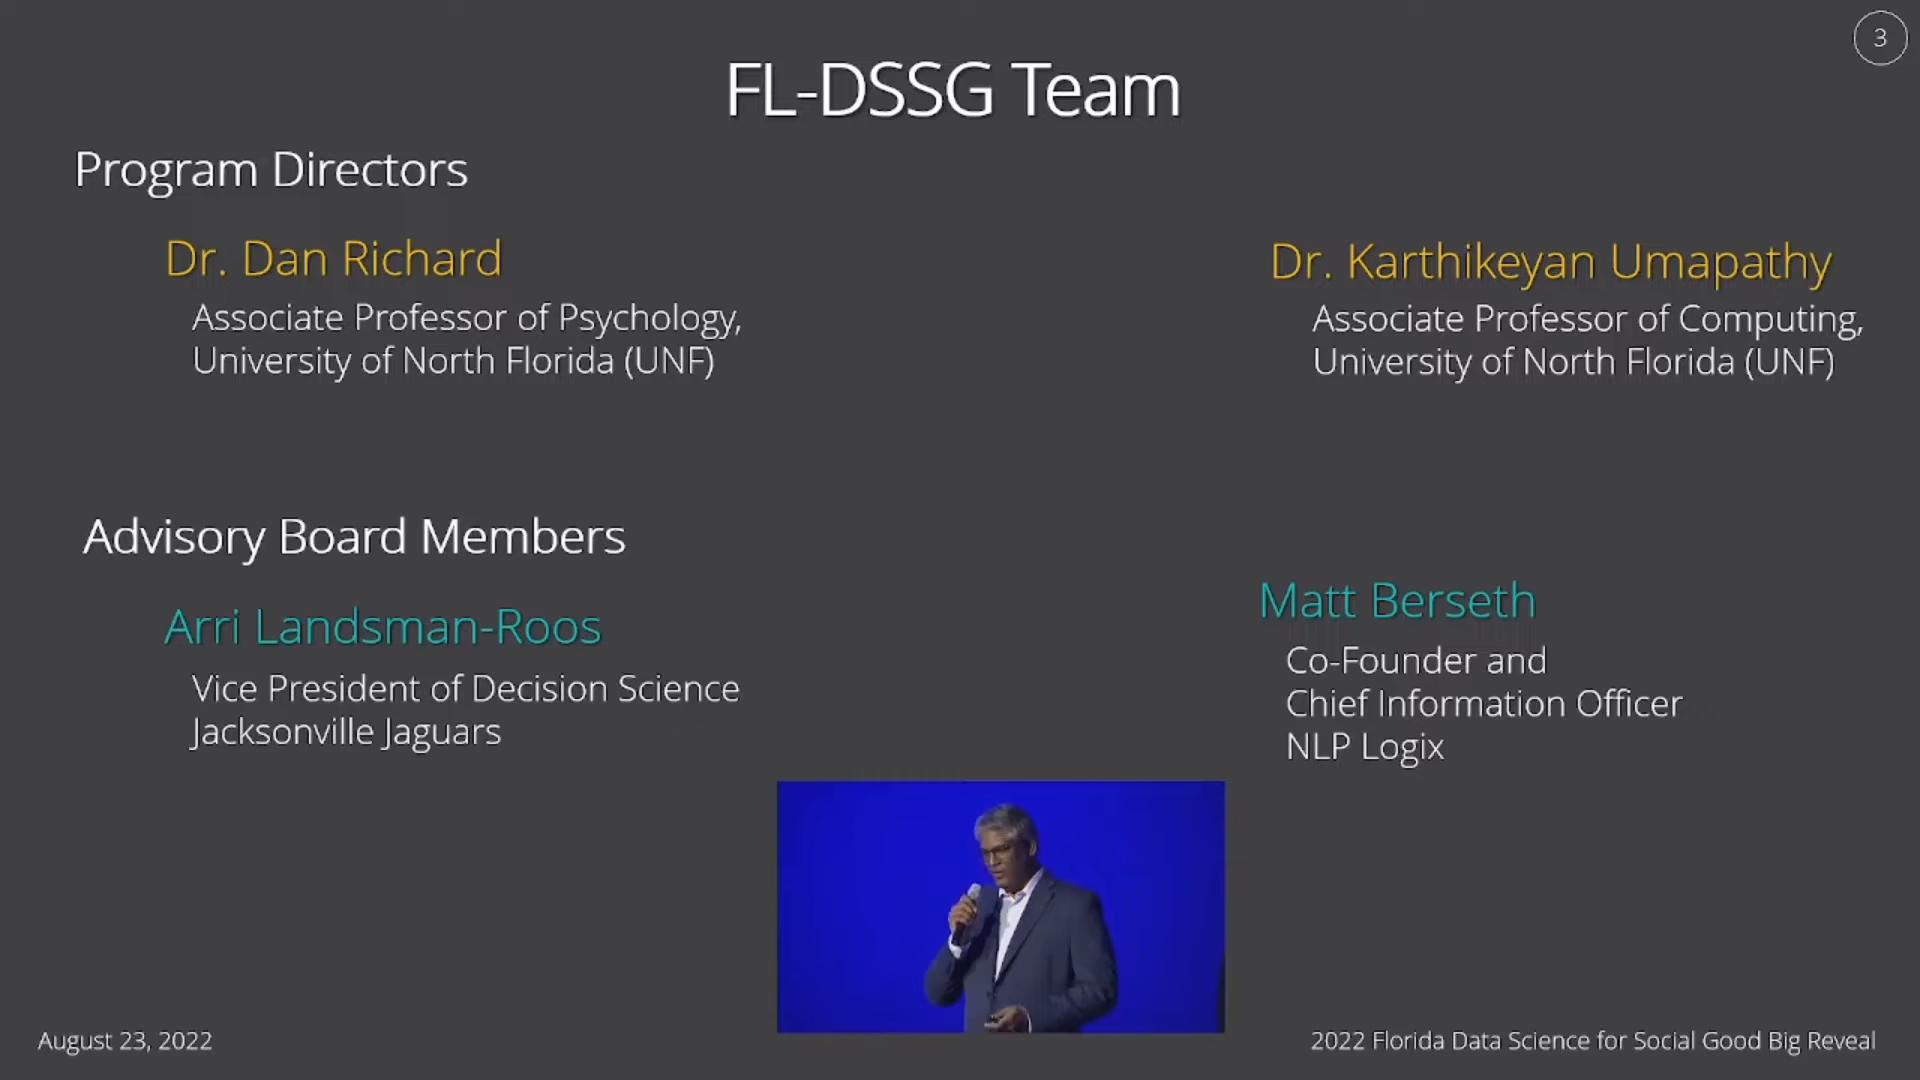 3
FL-DSSG Team
Program Directors
Dr. Dan Richard
Associate Professor of Psychology,
University of North Florida (UNF)
Dr. Karthikeyan Umapathy
Associate Professor of Computing,
University of North Florida (UNF)
Advisory Board Members
Arri Landsman-Roos
Vice President of Decision Science
Jacksonville Jaguars
Matt Berseth
Co-Founder and
Chief Information Officer
NLP Logix
August 23, 2022
2022 Florida Data Science for Social Good Big Reveal